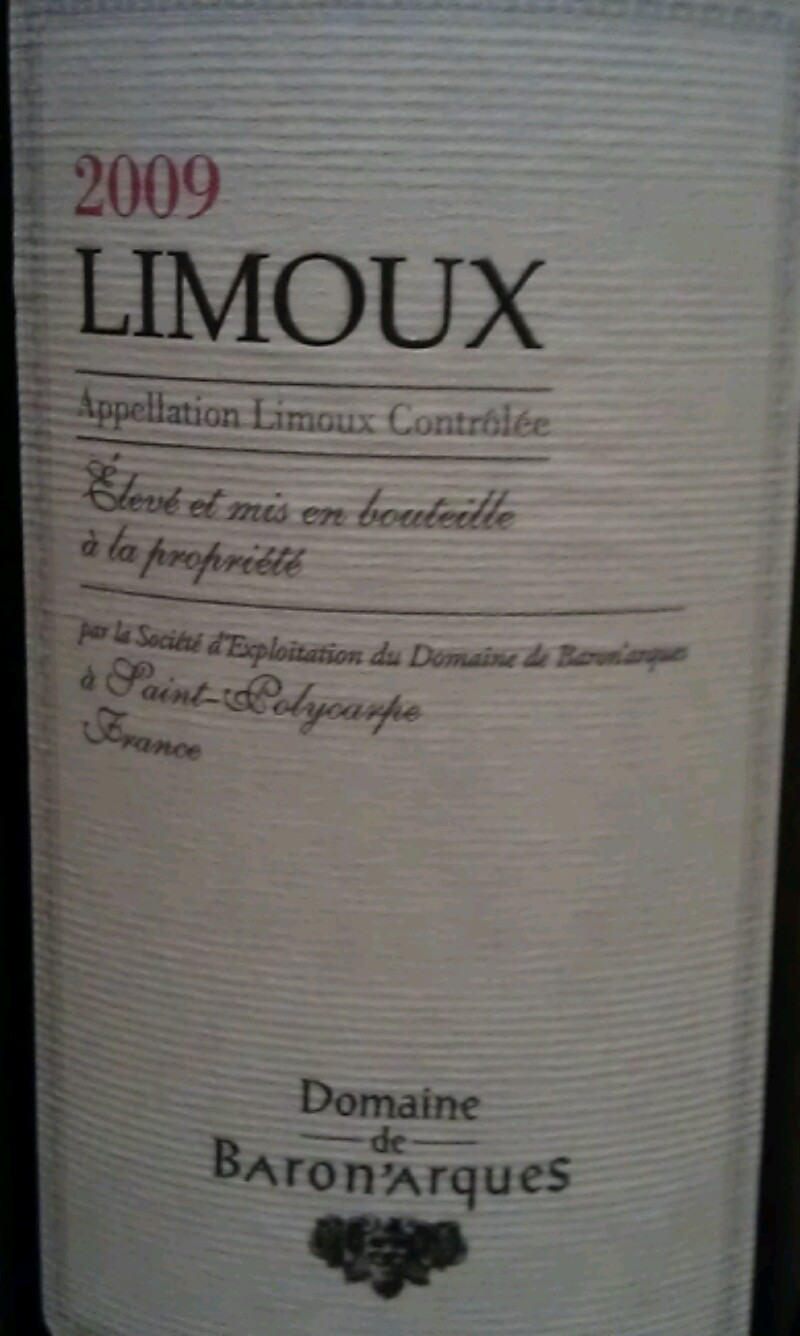 2009
LIMOUX
Appellation Limoux Contrôlée
Élevé et mis en bouteille
à la propriété
par la Société d'Exploitation du Domaine de Baron'arques
à Saint-Polycarpe
France
Domaine
de
BAron'Arques